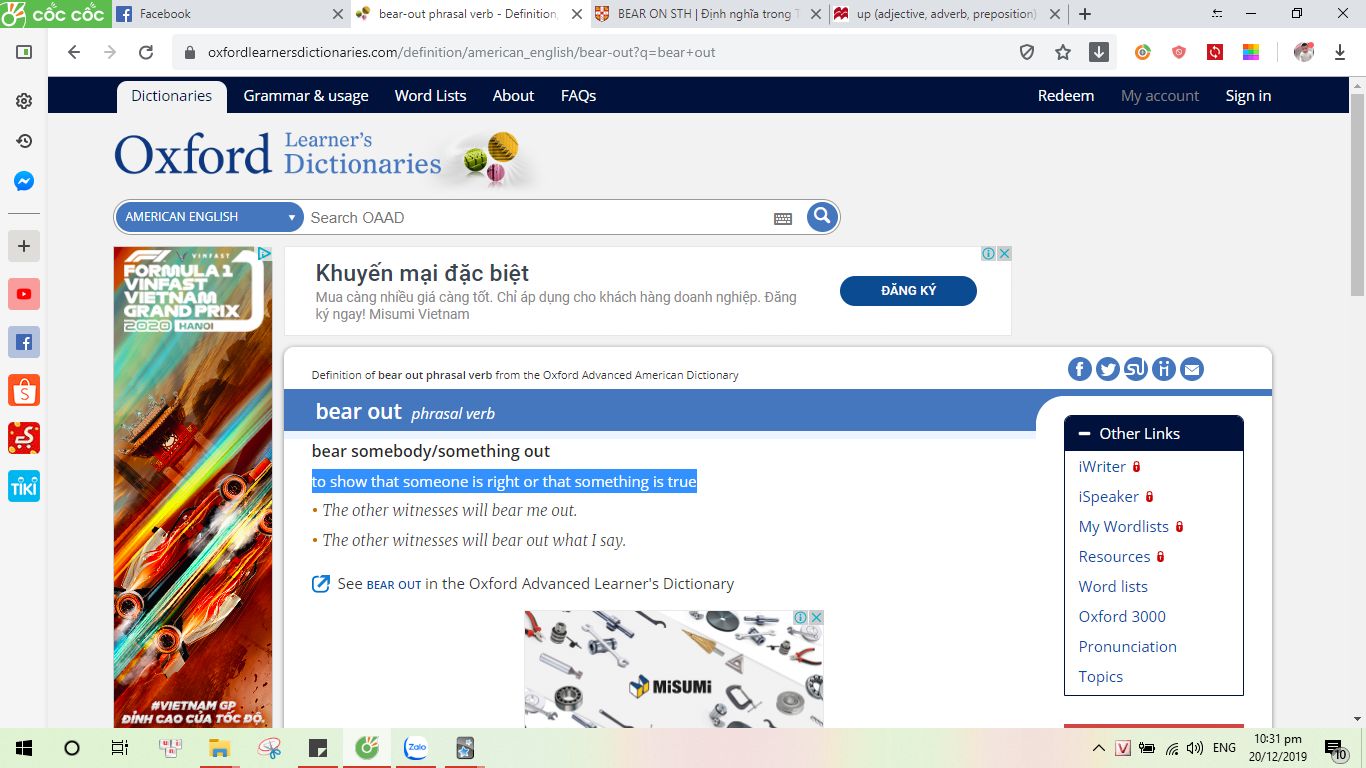 cốc cốc
Facebook
bear-out phrasal verb - Definition,
BEAR ON STH | Định nghĩa trong T
up (adjective, adverb, preposition)
oxfordlearnersdictionaries.com/definition/american_english/bear-out?q=bear+out
Dictionaries
Grammar & usage
Word Lists
About
FAQs
Redeem
My account
Sign in
Oxford
Learner's
Dictionaries
AMERICAN ENGLISH
Search OAAD
VINFAST
FORMULA 1
VINFAST
VIETNAM
GRAND PRIX
2020 HANOI
#VIETNAM GP
ĐỈNH CAO CỦA TỐC ĐỘ.
Khuyến mại đặc biệt
Mua càng nhiều giá càng tốt. Chỉ áp dụng cho khách hàng doanh nghiệp. Đăng
ký ngay! Misumi Vietnam
ĐĂNG KÝ
Definition of bear out phrasal verb from the Oxford Advanced American Dictionary
bear out phrasal verb
bear somebody/something out
to show that someone is right or that something is true
• The other witnesses will bear me out.
• The other witnesses will bear out what I say.
See BEAR OUT in the Oxford Advanced Learner's Dictionary
MiSUMi
Other Links
iWriter
iSpeaker
My Wordlists
Resources
Word lists
Oxford 3000
Pronunciation
Topics
TIKI
Zalo
V
ENG
10:31 pm
20/12/2019
10